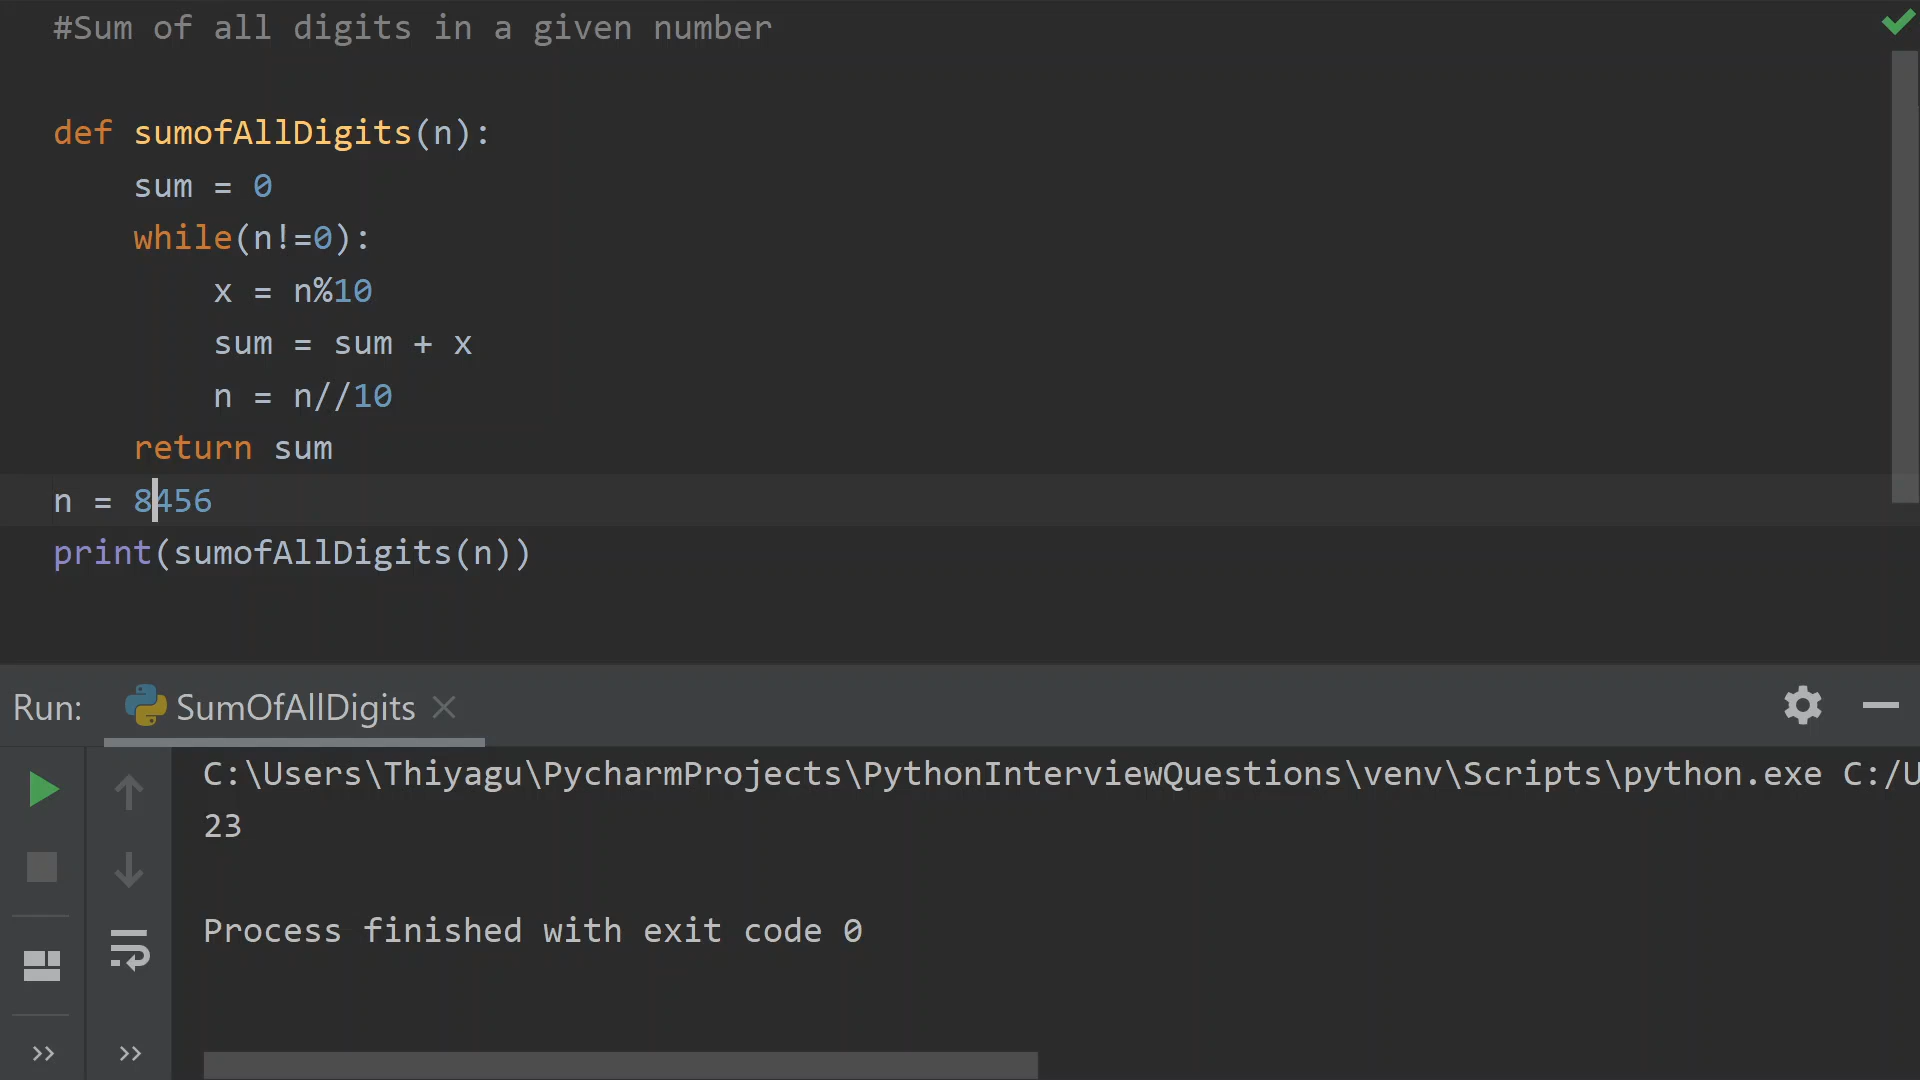 #Sum of all digits in a given number
def sumofAllDigits(n):
    sum = 0
    while(n!=0):
        x = n%10
        sum = sum + x
        n = n//10
    return sum
n = 8456
print(sumofAllDigits(n))
Run: SumOfAllDigits
C:\Users\Thiyagu\PycharmProjects\PythonInterviewQuestions\venv\Scripts\python.exe C:/U
23
Process finished with exit code 0